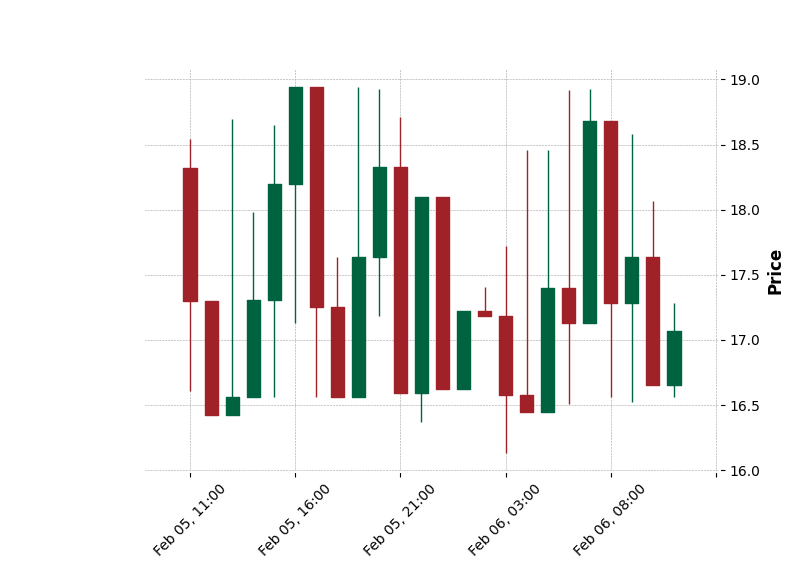 19.0
18.5
18.0
17.5
17.0
16.5
16.0
Price
Feb 05, 11:00
Feb 05, 16:00
Feb 05, 21:00
Feb 06, 03:00
Feb 06, 08:00